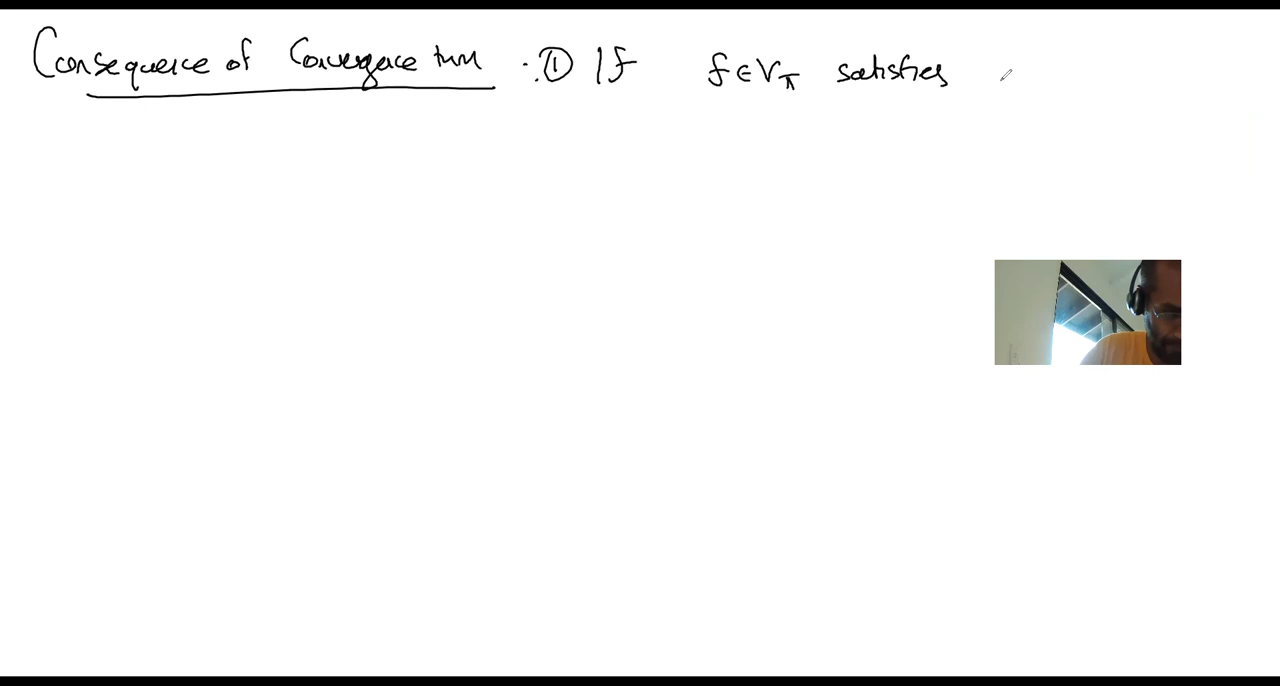 Consequence of Convergence thm : ① If f ∈ V_π satisfies